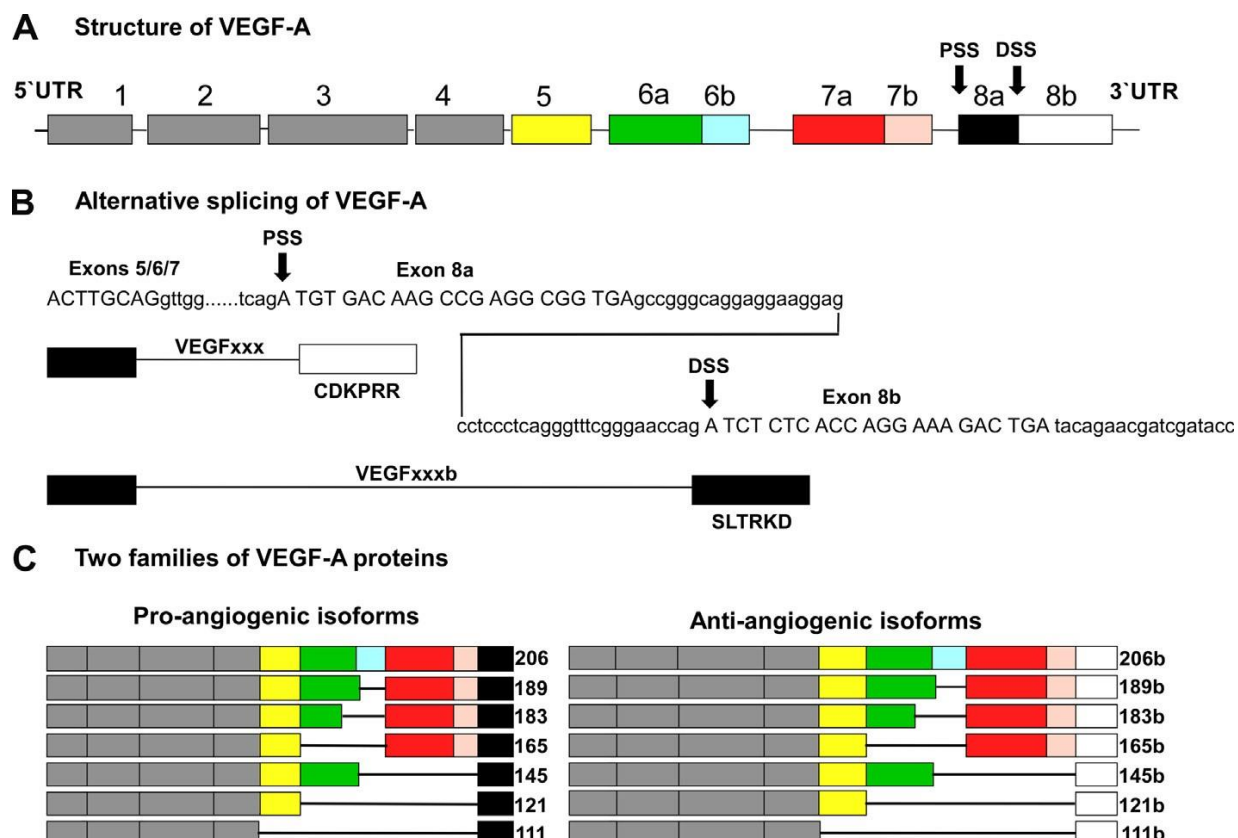 A Structure of VEGF-A
PSS DSS
5`UTR 1 2 3 4 5 6a 6b 7a 7b 8a 8b 3`UTR
B Alternative splicing of VEGF-A
PSS
Exons 5/6/7 Exon 8a
ACTTGCAGgttgg......tcagA TGT GACAAG CCG AGG CGG TGAgccgggcaggaggaaggag
VEGFxxx
CDKPRR
DSS
Exon 8b
cctccctcagggtttcgggaaccag A TCT CTC ACC AGG AAA GAC TGA tacagaacgatcgatacc
VEGFxxxb
SLTRKD
C Two families of VEGF-A proteins
Pro-angiogenic isoforms Anti-angiogenic isoforms
206 206b
189 189b
183 183b
165 165b
145 145b
121 121b
111 111b